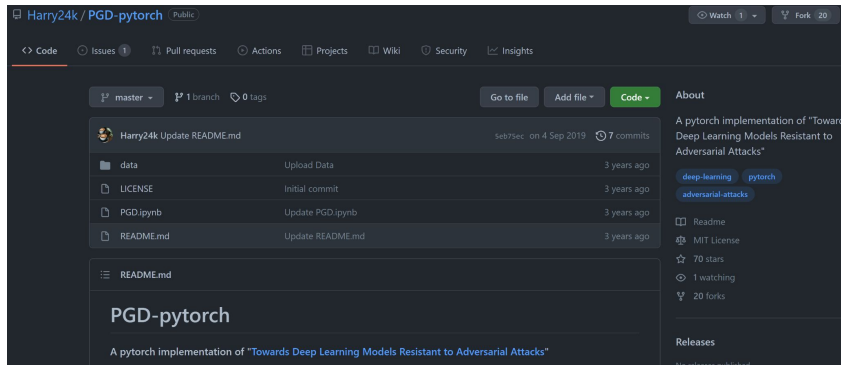 Harry24k / PGD-pytorch Public
Watch 1
Fork 20
Code
Issues 1
Pull requests
Actions
Projects
Wiki
Security
Insights
master
1 branch
0 tags
Go to file
Add file
Code
Harry24k Update README.md
5eb75ec on 4 Sep 2019
7 commits
data
Upload Data
3 years ago
LICENSE
Initial commit
3 years ago
PGD.ipynb
Update PGD.ipynb
3 years ago
README.md
Update README.md
3 years ago
README.md
PGD-pytorch
A pytorch implementation of "Towards Deep Learning Models Resistant to Adversarial Attacks"
About
A pytorch implementation of "Towar
Deep Learning Models Resistant to
Adversarial Attacks"
deep-learning
pytorch
adversarial-attacks
Readme
MIT License
70 stars
1 watching
20 forks
Releases
No releases published